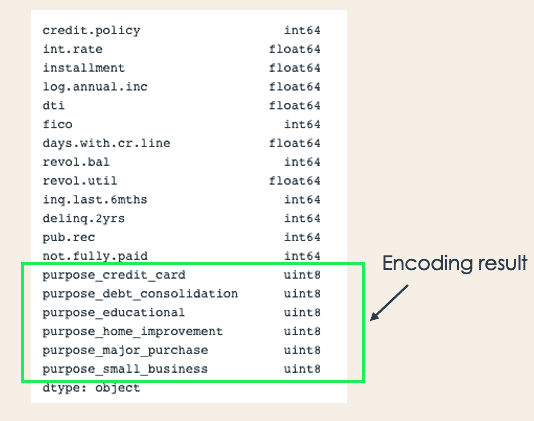 credit.policy int64
int.rate float64
installment float64
log.annual.inc float64
dti float64
fico int64
days.with.cr.line float64
revol.bal int64
revol.util float64
inq.last.6mths int64
delinq.2yrs int64
pub.rec int64
not.fully.paid int64
purpose_credit_card uint8
purpose_debt_consolidation uint8
purpose_educational uint8
purpose_home_improvement uint8
purpose_major_purchase uint8
purpose_small_business uint8
dtype: object
Encoding result